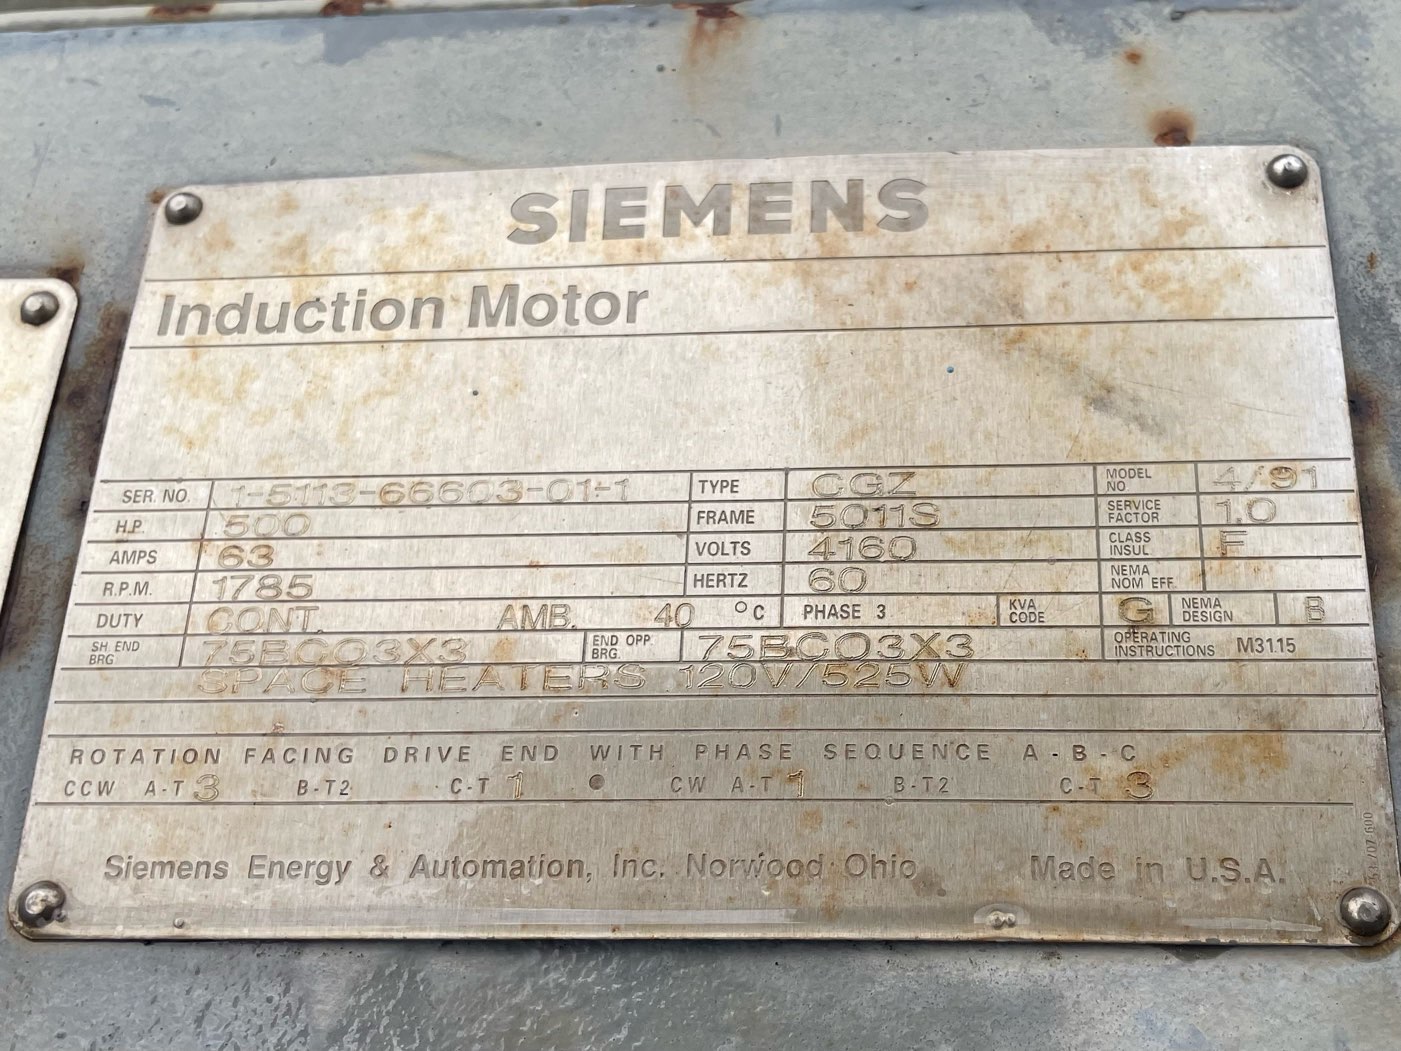 SIEMENS
Induction Motor
SER. NO. 1-5113-66603-01-1 TYPE CGZ MODEL NO 4/91
H.P. 500 FRAME 5011S SERVICE FACTOR 1.0
AMPS 63 VOLTS 4160 CLASS INSUL F
R.P.M. 1785 HERTZ 60 NEMA NOM EFF
DUTY CONT. AMB. 40 °C PHASE 3 KVA CODE G NEMA DESIGN B
SH END BRG 75BC03X3 END OPP BRG 75BC03X3 OPERATING INSTRUCTIONS M3115
SPACE HEATERS 120V/525W
ROTATION FACING DRIVE END WITH PHASE SEQUENCE A-B-C
CCW A-T3 B-T2 C-T1 ● CW A-T1 B-T2 C-T3
Siemens Energy & Automation, Inc. Norwood Ohio Made in U.S.A.